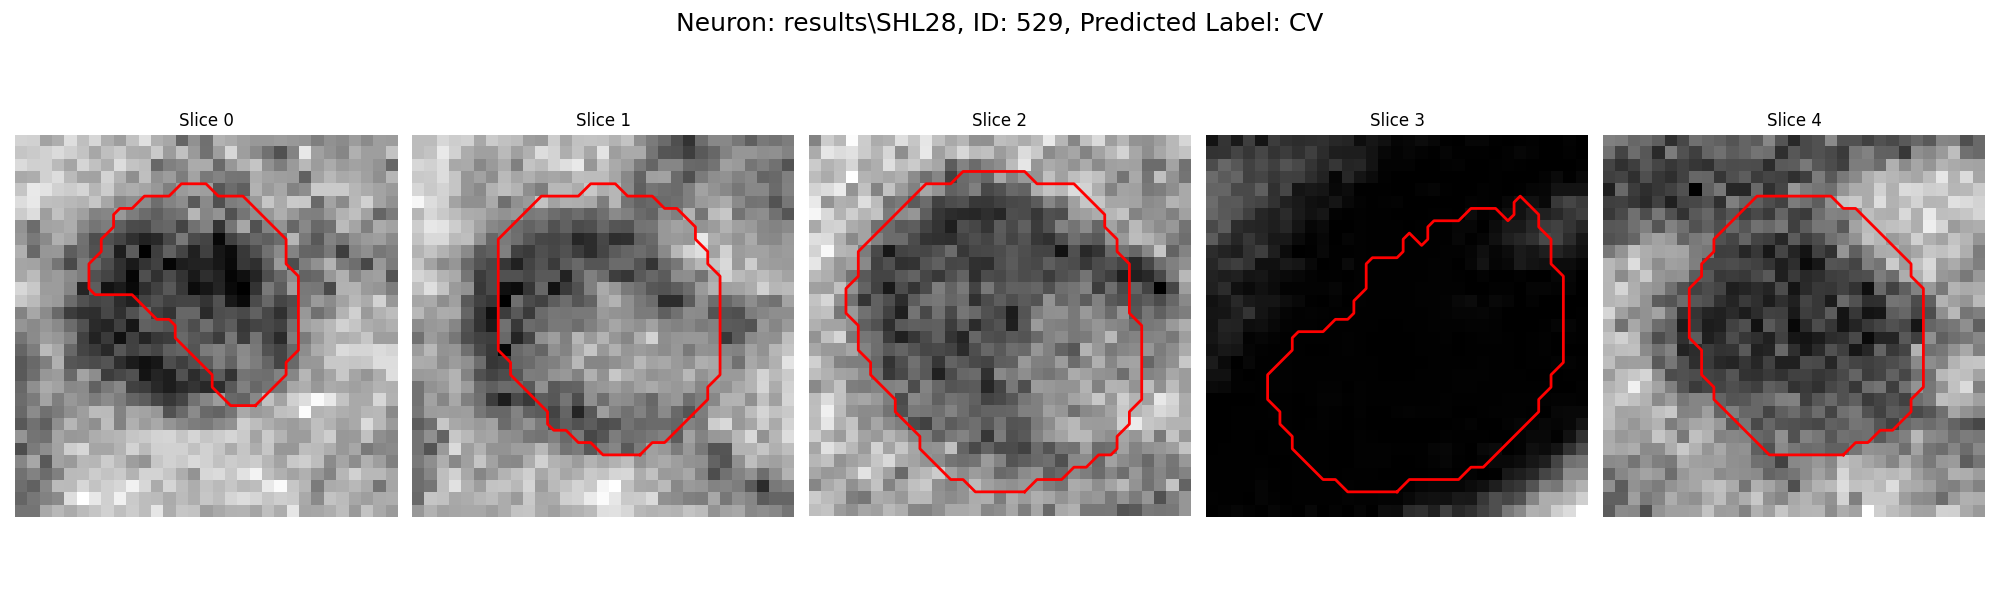 Neuron: results\SHL28, ID: 529, Predicted Label: CV
Slice 0
Slice 1
Slice 2
Slice 3
Slice 4